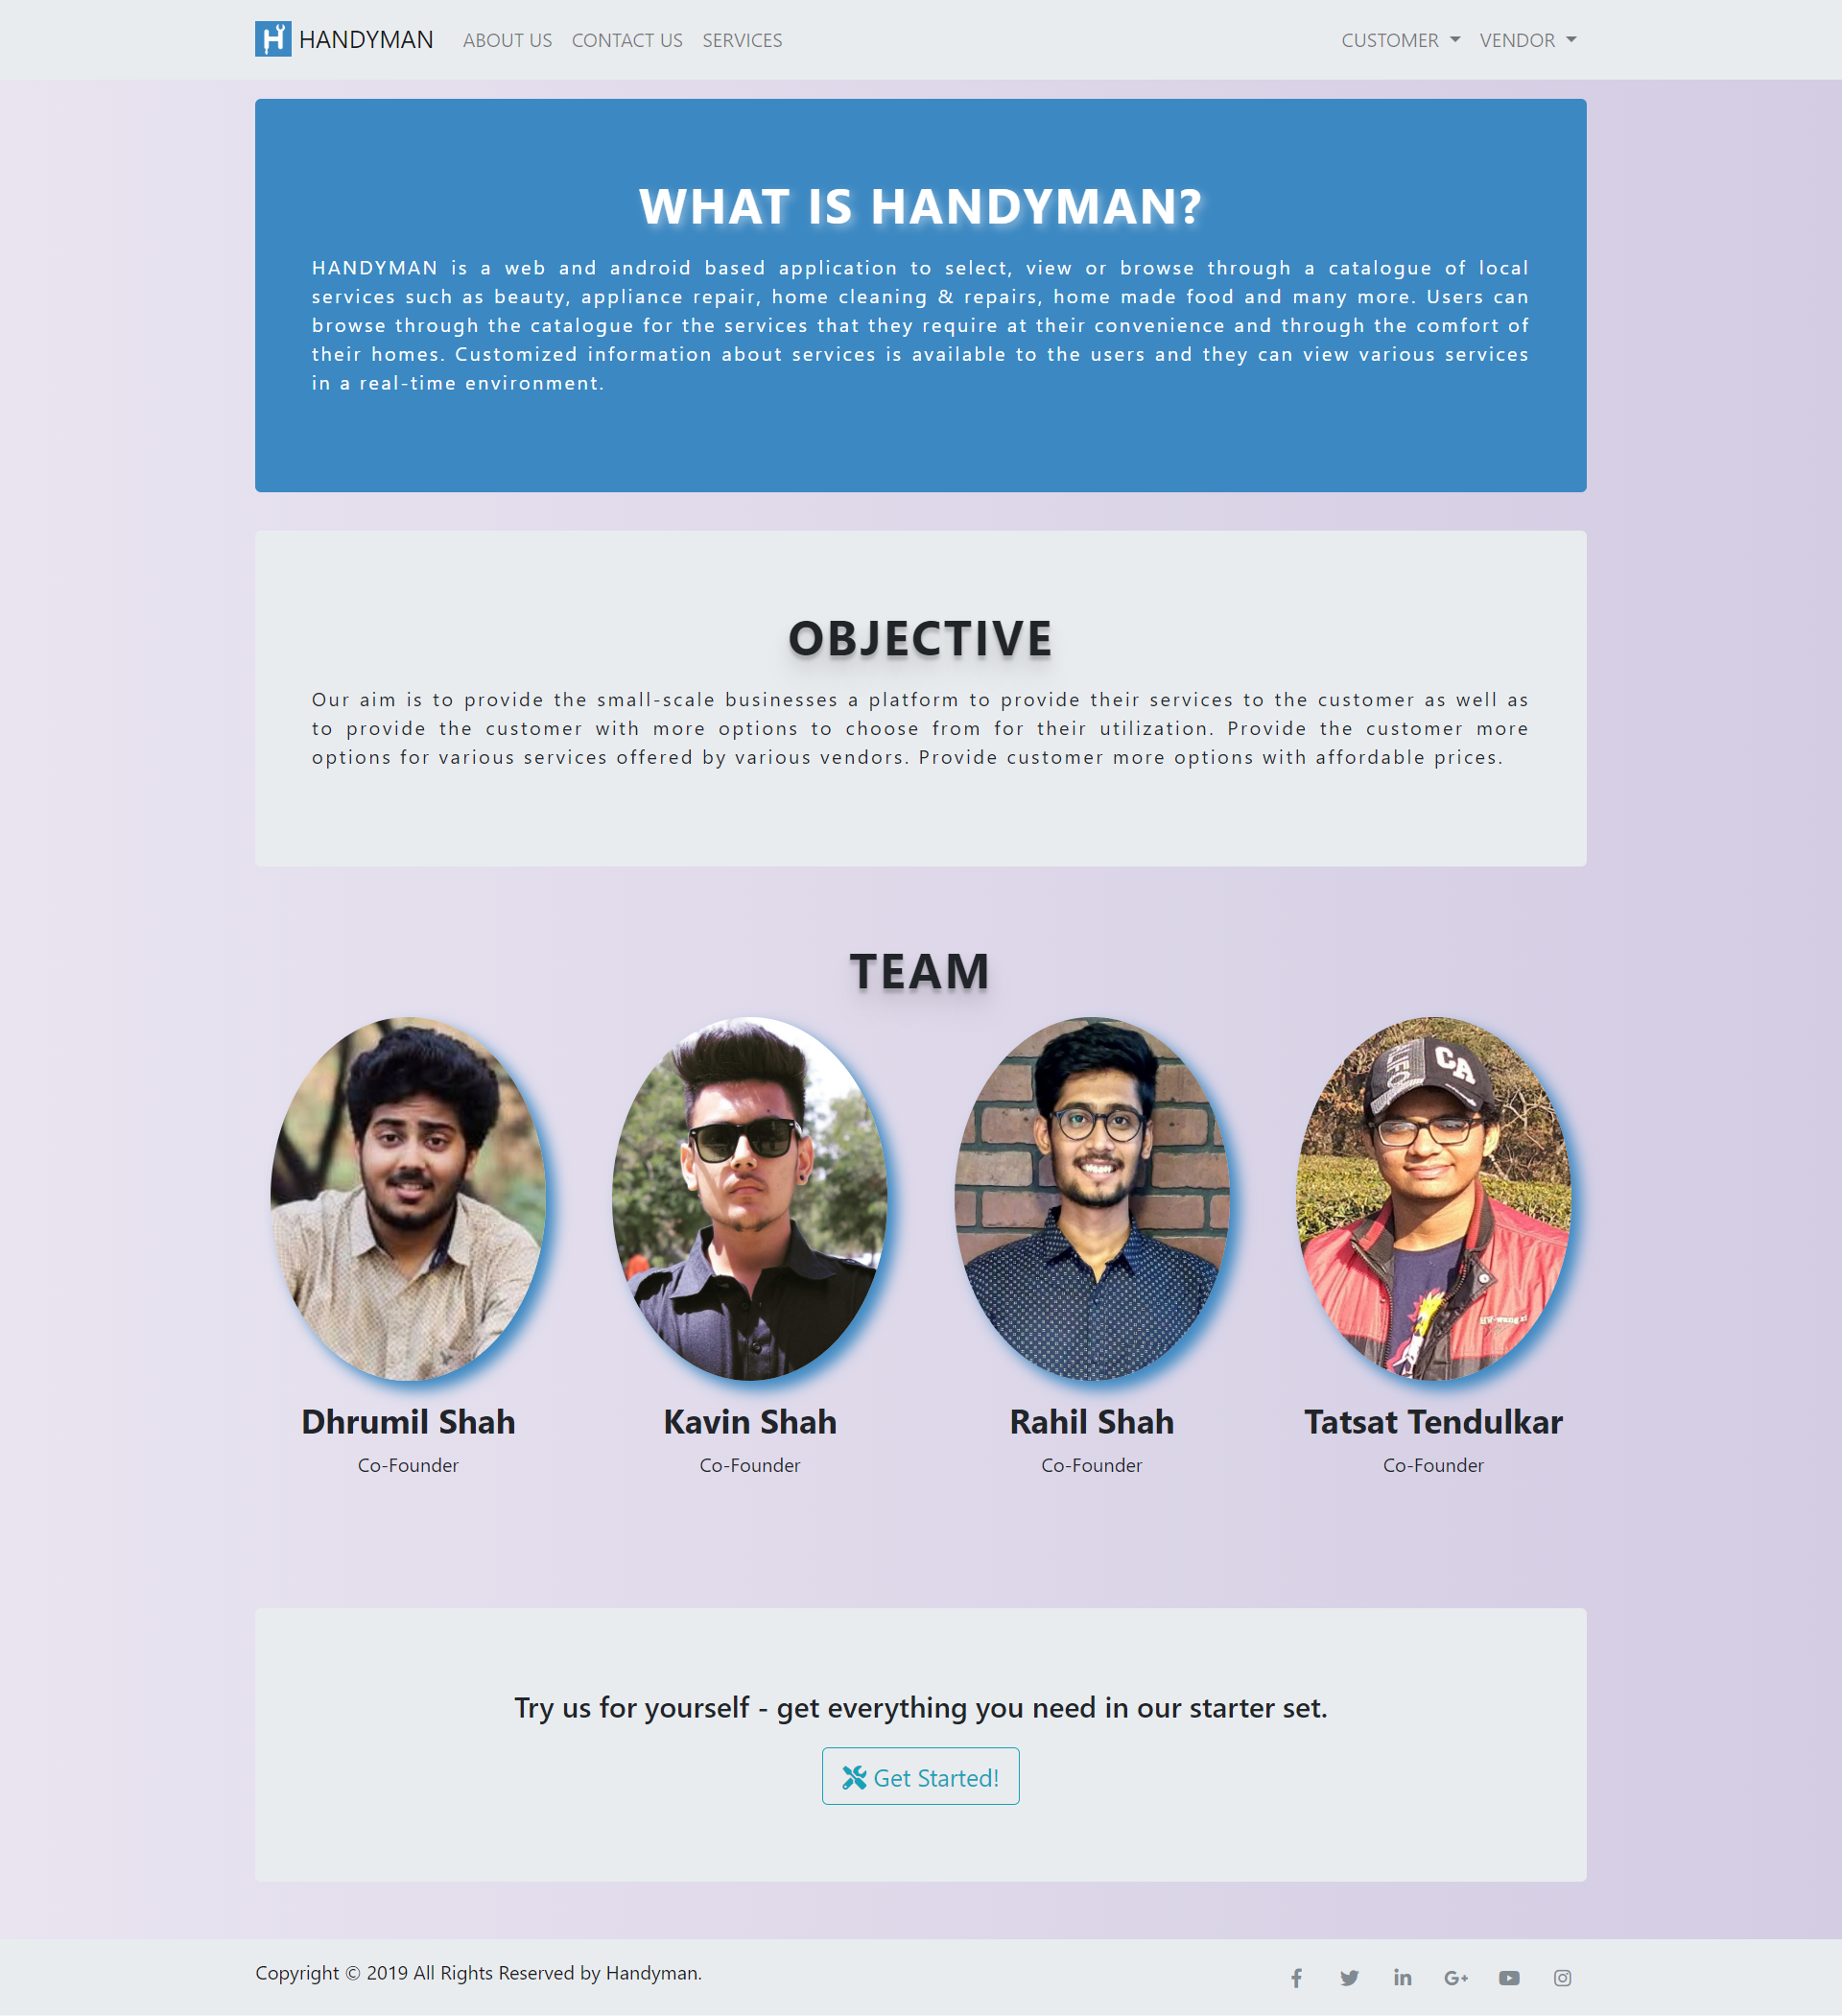 HANDYMAN ABOUT US CONTACT US SERVICES CUSTOMER VENDOR
WHAT IS HANDYMAN?
HANDYMAN is a web and android based application to select, view or browse through a catalogue of local
services such as beauty, appliance repair, home cleaning & repairs, home made food and many more. Users can
browse through the catalogue for the services that they require at their convenience and through the comfort of
their homes. Customized information about services is available to the users and they can view various services
in a real-time environment.
OBJECTIVE
Our aim is to provide the small-scale businesses a platform to provide their services to the customer as well as
to provide the customer with more options to choose from for their utilization. Provide the customer more
options for various services offered by various vendors. Provide customer more options with affordable prices.
TEAM
CA
Dhrumil Shah Kavin Shah Rahil Shah Tatsat Tendulkar
Co-Founder Co-Founder Co-Founder Co-Founder
Try us for yourself - get everything you need in our starter set.
Get Started!
Copyright © 2019 All Rights Reserved by Handyman.